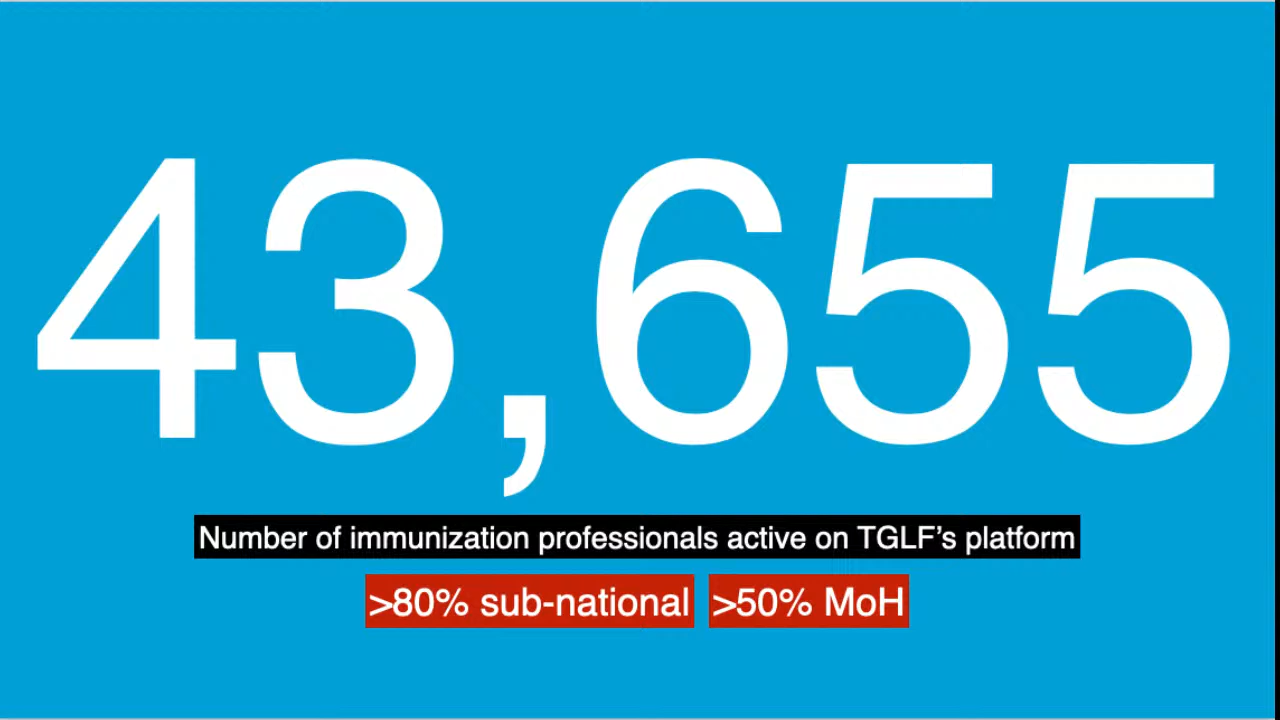 43,655
Number of immunization professionals active on TGLF’s platform
>80% sub-national >50% MoH